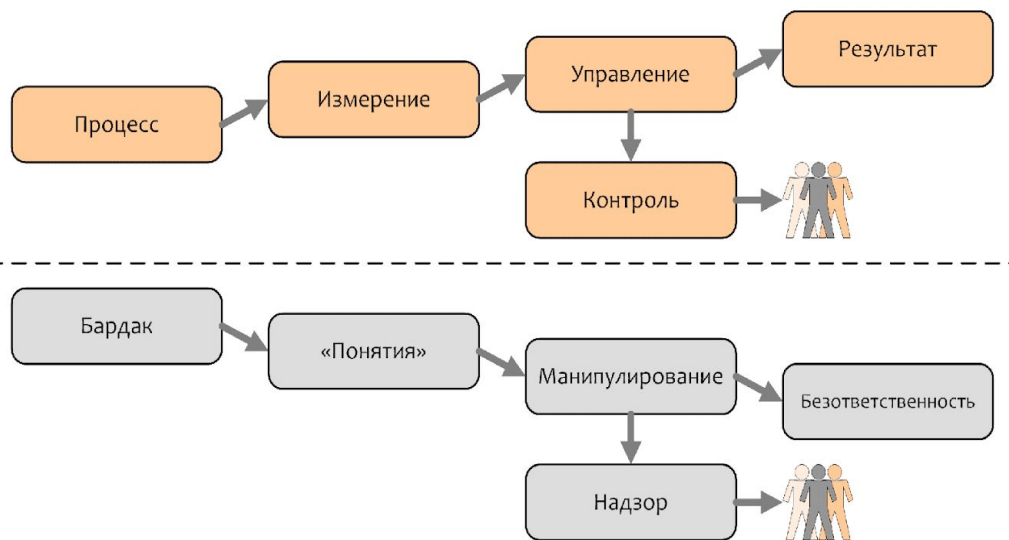 Процесс
Измерение
Управление
Результат
Контроль
Бардак
«Понятия»
Манипулирование
Безответственность
Надзор